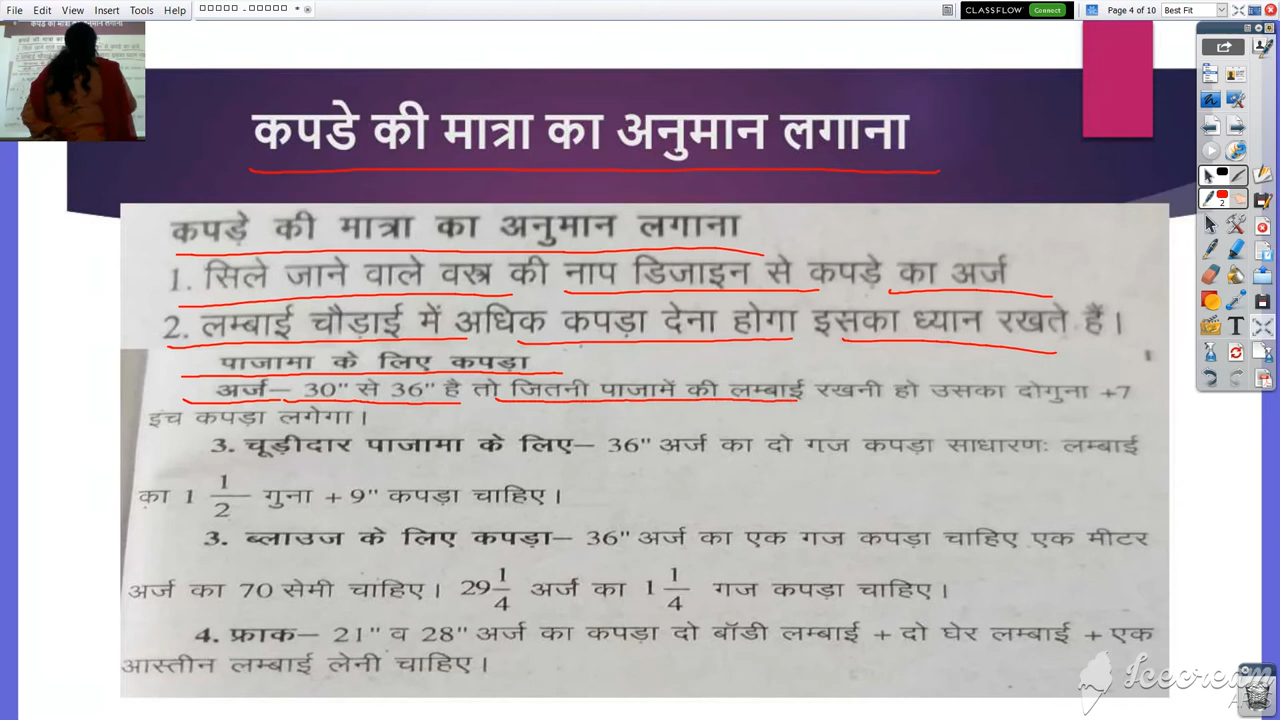 File Edit View Insert Tools Help
CLASSFLOW Connect
Page 4 of 10
Best Fit
कपडे की मात्रा का अनुमान लगाना
कपड़े की मात्रा का अनुमान लगाना
1. सिले जाने वाले वस्त्र की नाप डिजाइन से कपड़े का अर्ज
2. लम्बाई चौड़ाई में अधिक कपड़ा देना होगा इसका ध्यान रखते हैं।
पाजामा के लिए कपड़ा
अर्ज– 30" से 36" है तो जितनी पाजामें की लम्बाई रखनी हो उसका दोगुना +7
इंच कपड़ा लगेगा।
3. चूड़ीदार पाजामा के लिए– 36" अर्ज का दो गज कपड़ा साधारणः लम्बाई
का 1 1/2 गुना + 9" कपड़ा चाहिए।
3. ब्लाउज के लिए कपड़ा– 36" अर्ज का एक गज कपड़ा चाहिए एक मीटर
अर्ज का 70 सेमी चाहिए। 29 1/4 अर्ज का 1 1/4 गज कपड़ा चाहिए।
4. फ्राक– 21" व 28" अर्ज का कपड़ा दो बॉडी लम्बाई + दो घेर लम्बाई + एक
आस्तीन लम्बाई लेनी चाहिए।
2
Icecream
APPS